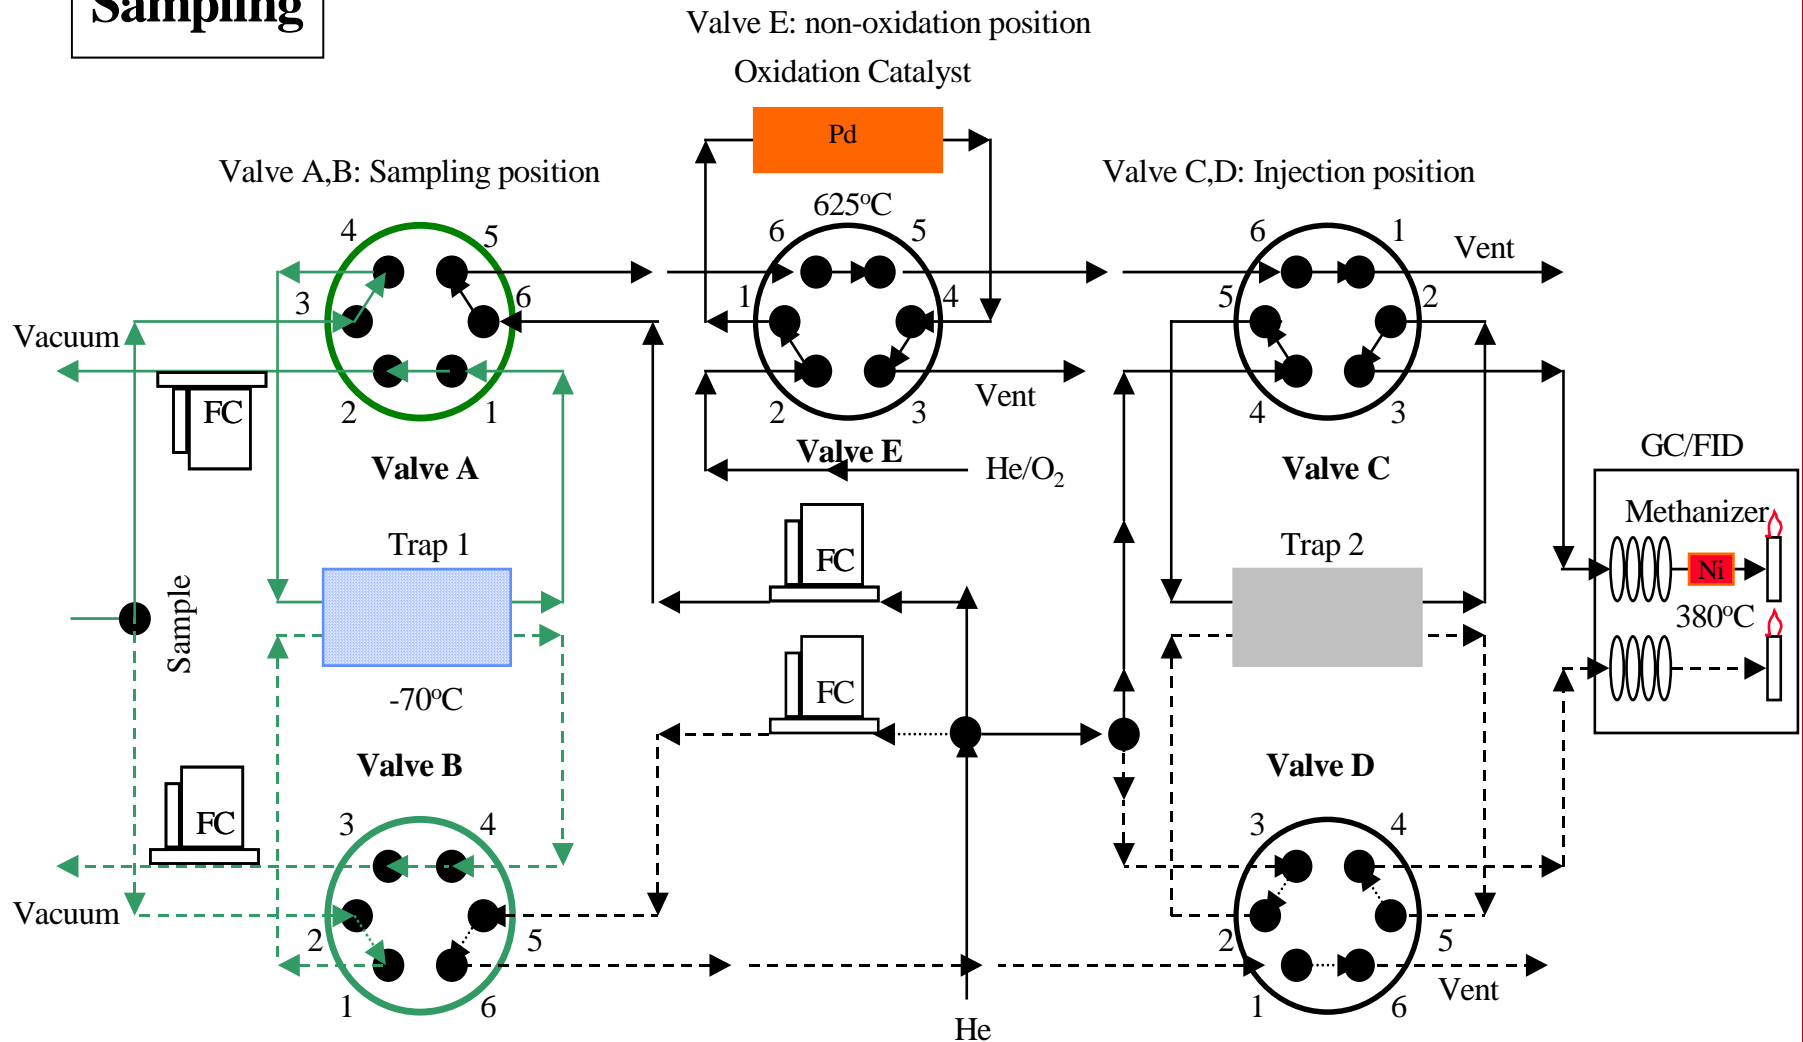 Sampling
Valve E: non-oxidation position
Oxidation Catalyst
Pd
Valve A,B: Sampling position
Valve C,D: Injection position
625°C
4
5
6
5
6
1
Vent
3
6
1
4
5
2
Vacuum
FC
2
1
2
3
4
3
Vent
Valve A
Valve E
Valve C
He/O₂
GC/FID
Methanizer
Trap 1
FC
Trap 2
Ni
380°C
Sample
-70°C
FC
Valve B
Valve D
FC
3
4
3
4
Vacuum
2
5
2
5
1
6
1
6
Vent
He